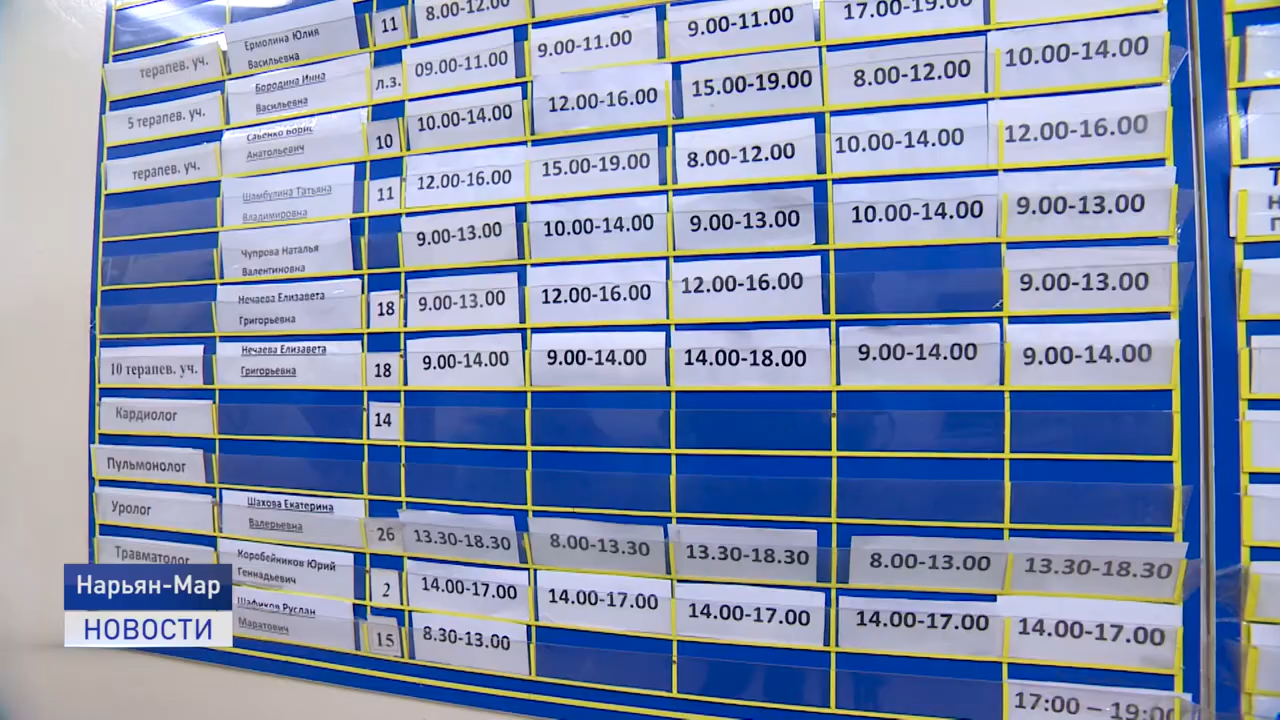 8.00-12.00
9.00-11.00
17.00-19.00
Ермолина Юлия
Васильевна
11
терапев. уч.
09.00-11.00
9.00-11.00
15.00-19.00
8.00-12.00
10.00-14.00
Бородина Инна
Васильевна
л.з.
5 терапев. уч.
10.00-14.00
12.00-16.00
8.00-12.00
10.00-14.00
12.00-16.00
Савенко Борис
Анатольевич
10
терапев. уч.
12.00-16.00
15.00-19.00
9.00-13.00
10.00-14.00
9.00-13.00
Шамбулина Татьяна
Владимировна
11
9.00-13.00
10.00-14.00
12.00-16.00
9.00-13.00
Чупрова Наталья
Валентиновна
Нечаева Елизавета
Григорьевна
18
9.00-13.00
12.00-16.00
10 терапев. уч.
Нечаева Елизавета
Григорьевна
18
9.00-14.00
9.00-14.00
14.00-18.00
9.00-14.00
9.00-14.00
Кардиолог
14
Пульмонолог
Уролог
Шахова Екатерина
Валерьевна
26
13.30-18.30
8.00-13.30
13.30-18.30
8.00-13.00
13.30-18.30
Травматолог
Коробейников Юрий
Геннадьевич
2
14.00-17.00
14.00-17.00
14.00-17.00
14.00-17.00
14.00-17.00
Шафиков Руслан
Маратович
15
8.30-13.00
17:00 – 19:00
Нарьян-Мар
НОВОСТИ